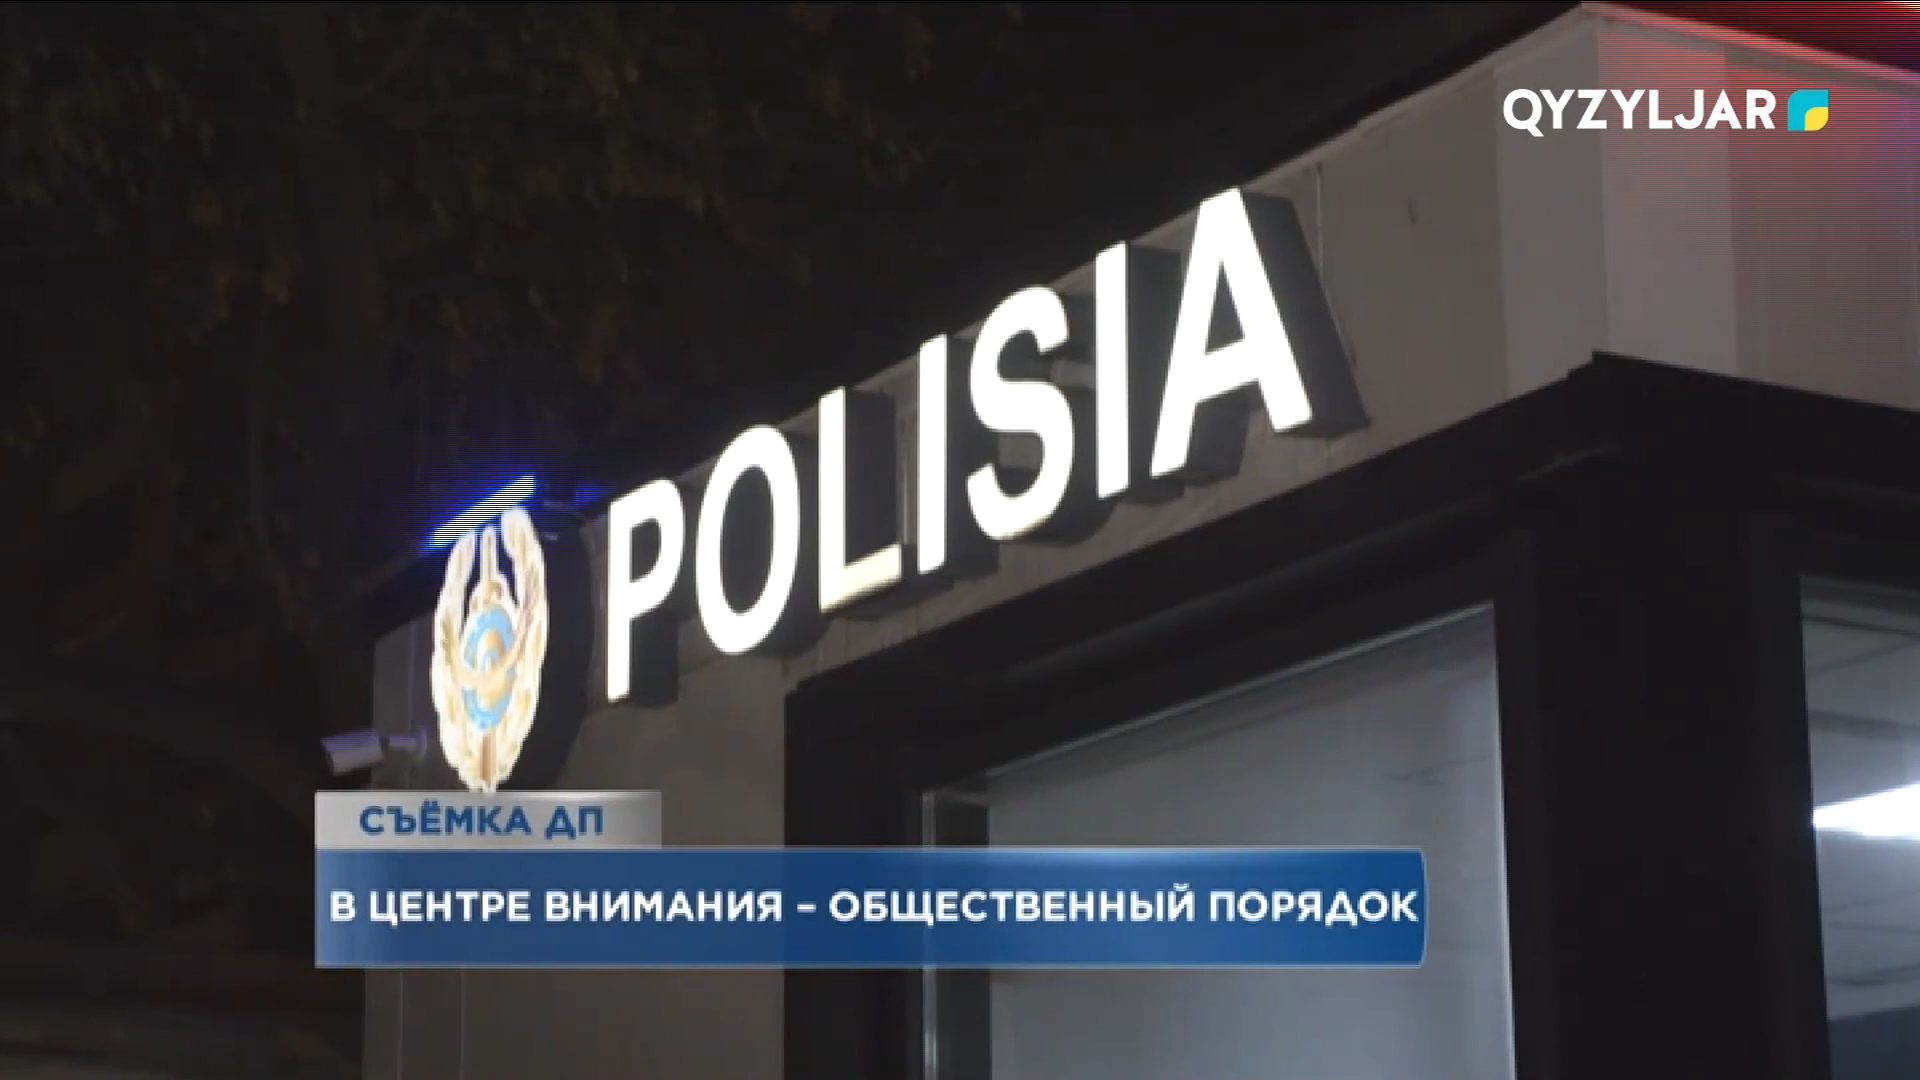 QYZYLJAR
POLISIA
СЪЁМКА ДП
В ЦЕНТРЕ ВНИМАНИЯ – ОБЩЕСТВЕННЫЙ ПОРЯДОК